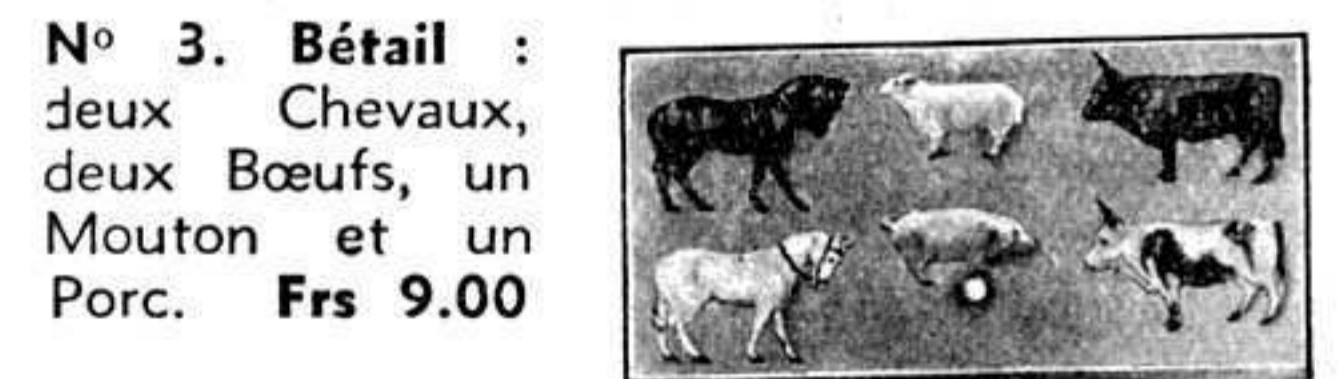 Nº 3. Bétail :
deux Chevaux,
deux Bœufs, un
Mouton et un
Porc. Frs 9.00